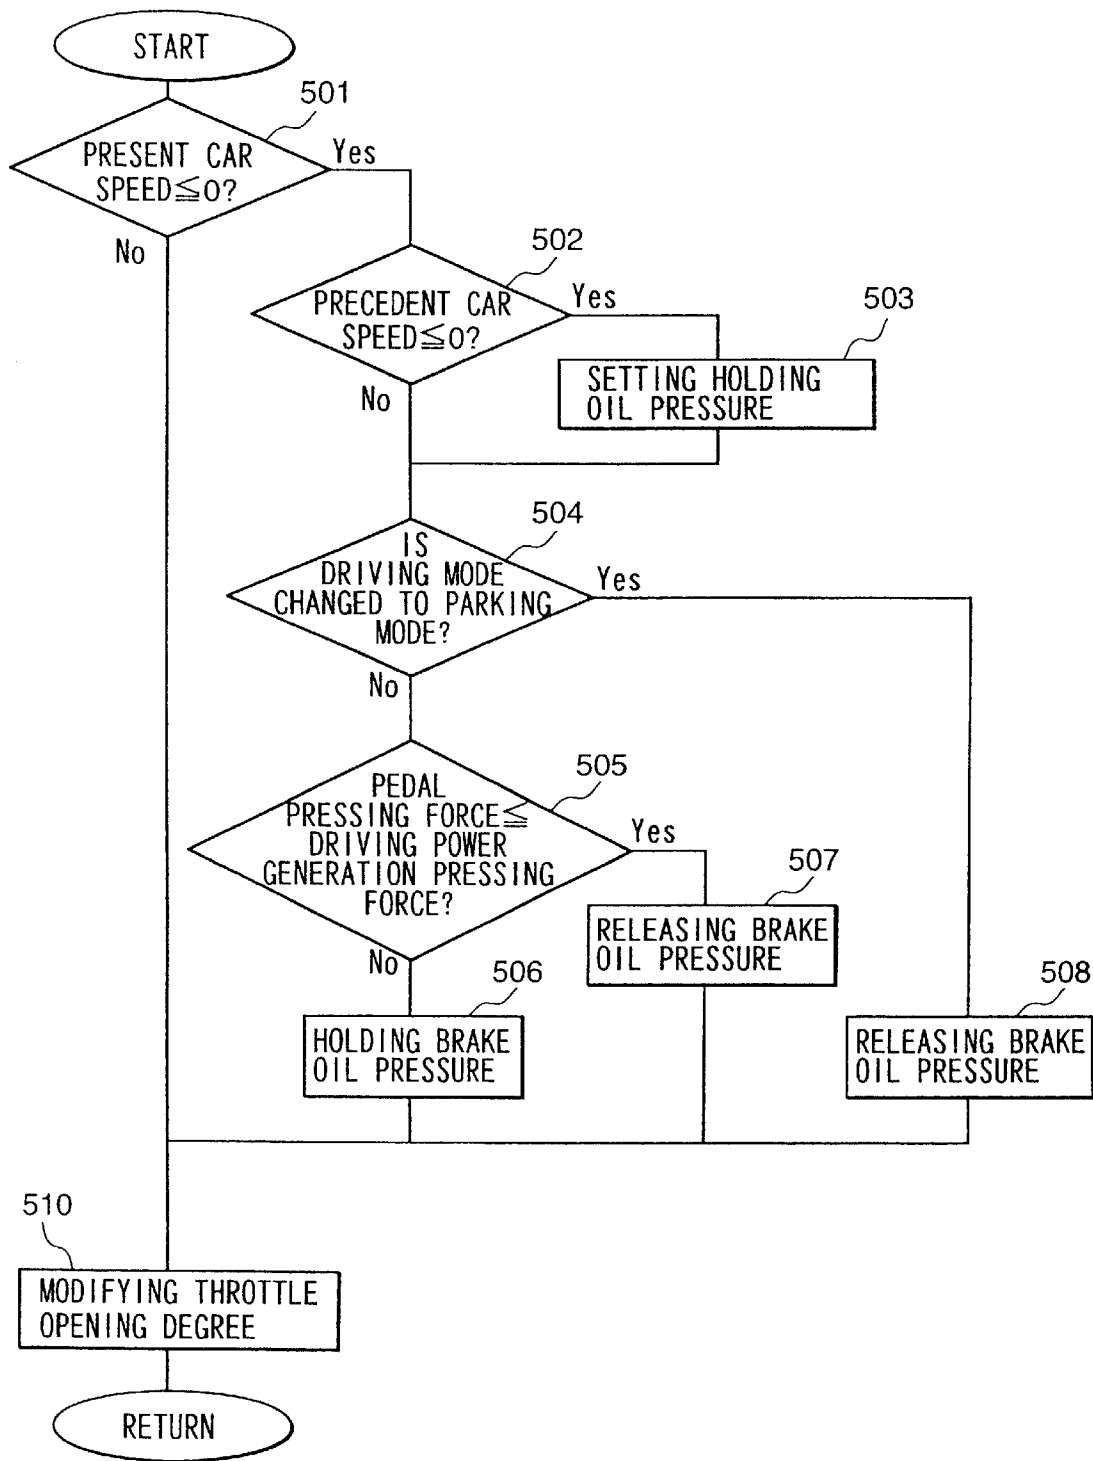 START
501
PRESENT CAR
SPEED≦0?
Yes
No
502
PRECEDENT CAR
SPEED≦0?
Yes
No
503
SETTING HOLDING
OIL PRESSURE
504
IS
DRIVING MODE
CHANGED TO PARKING
MODE?
Yes
No
505
PEDAL
PRESSING FORCE≦
DRIVING POWER
GENERATION PRESSING
FORCE?
Yes
No
507
RELEASING BRAKE
OIL PRESSURE
506
HOLDING BRAKE
OIL PRESSURE
508
RELEASING BRAKE
OIL PRESSURE
510
MODIFYING THROTTLE
OPENING DEGREE
RETURN